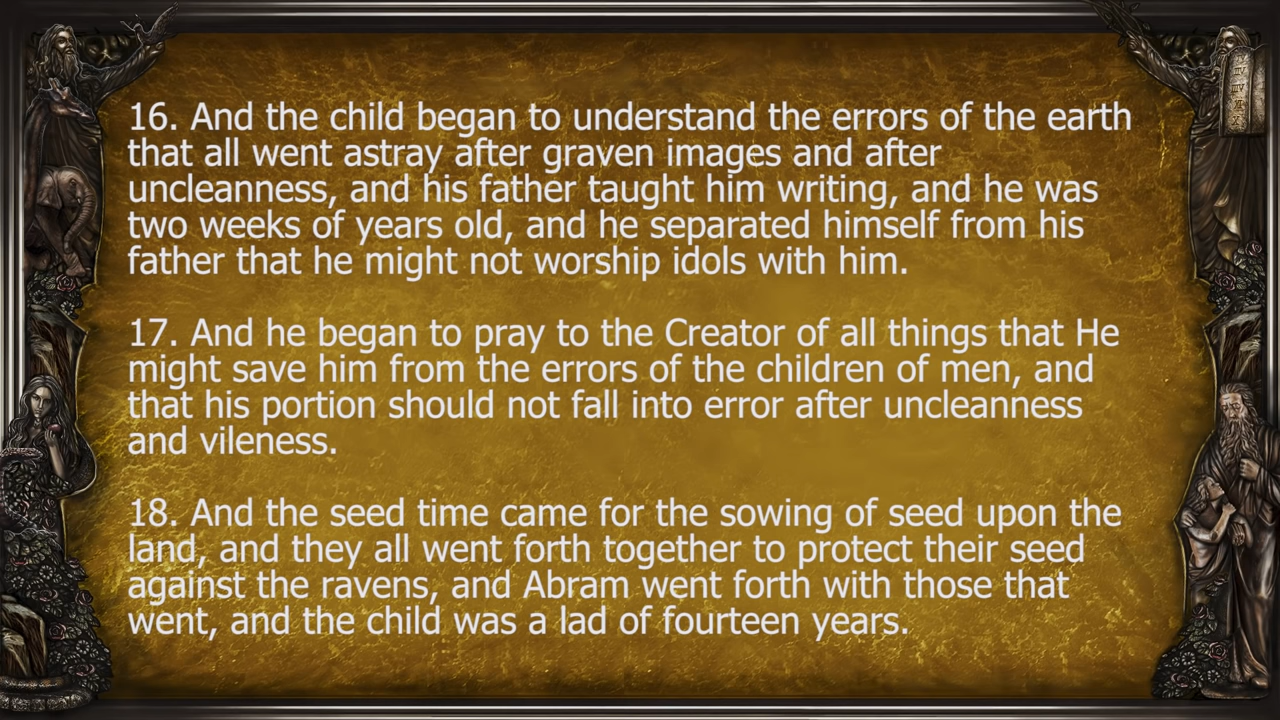 16. And the child began to understand the errors of the earth
that all went astray after graven images and after
uncleanness, and his father taught him writing, and he was
two weeks of years old, and he separated himself from his
father that he might not worship idols with him.
17. And he began to pray to the Creator of all things that He
might save him from the errors of the children of men, and
that his portion should not fall into error after uncleanness
and vileness.
18. And the seed time came for the sowing of seed upon the
land, and they all went forth together to protect their seed
against the ravens, and Abram went forth with those that
went, and the child was a lad of fourteen years.